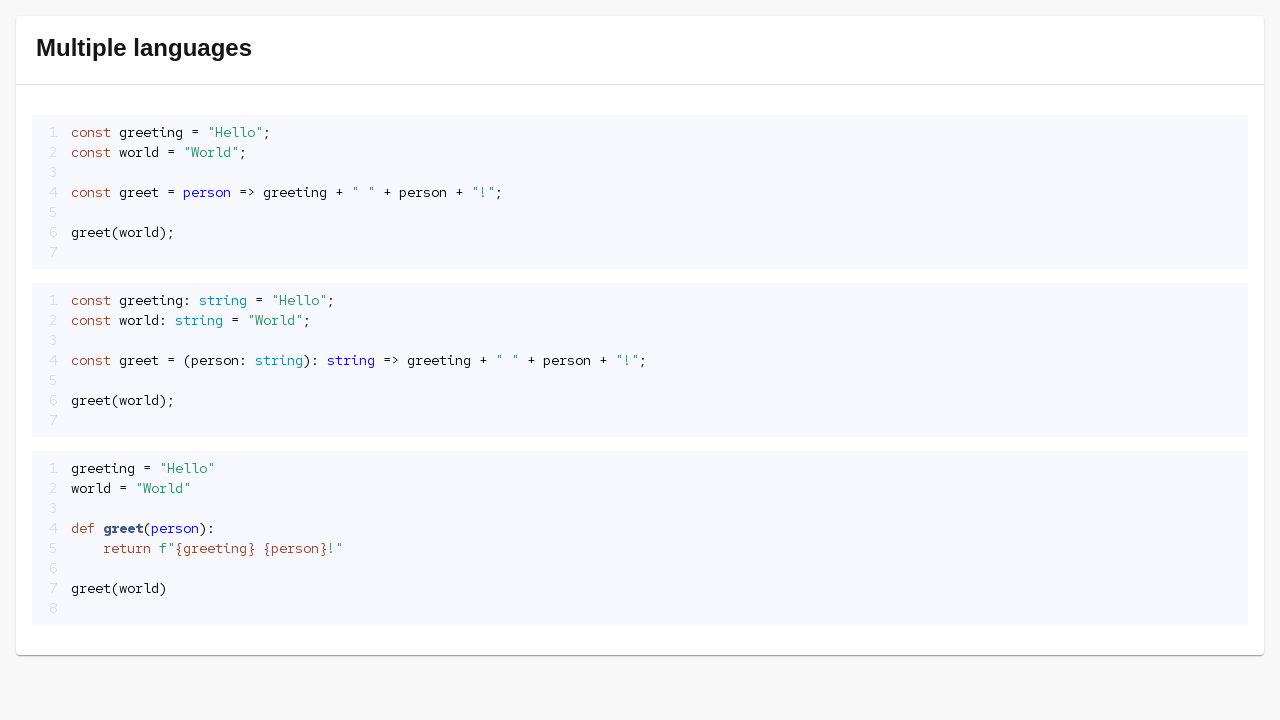 Multiple languages
1 const greeting = "Hello";
2 const world = "World";
3
4 const greet = person => greeting + " " + person + "!";
5
6 greet(world);
7
1 const greeting: string = "Hello";
2 const world: string = "World";
3
4 const greet = (person: string): string => greeting + " " + person + "!";
5
6 greet(world);
7
1 greeting = "Hello"
2 world = "World"
3
4 def greet(person):
5     return f"{greeting} {person}!"
6
7 greet(world)
8